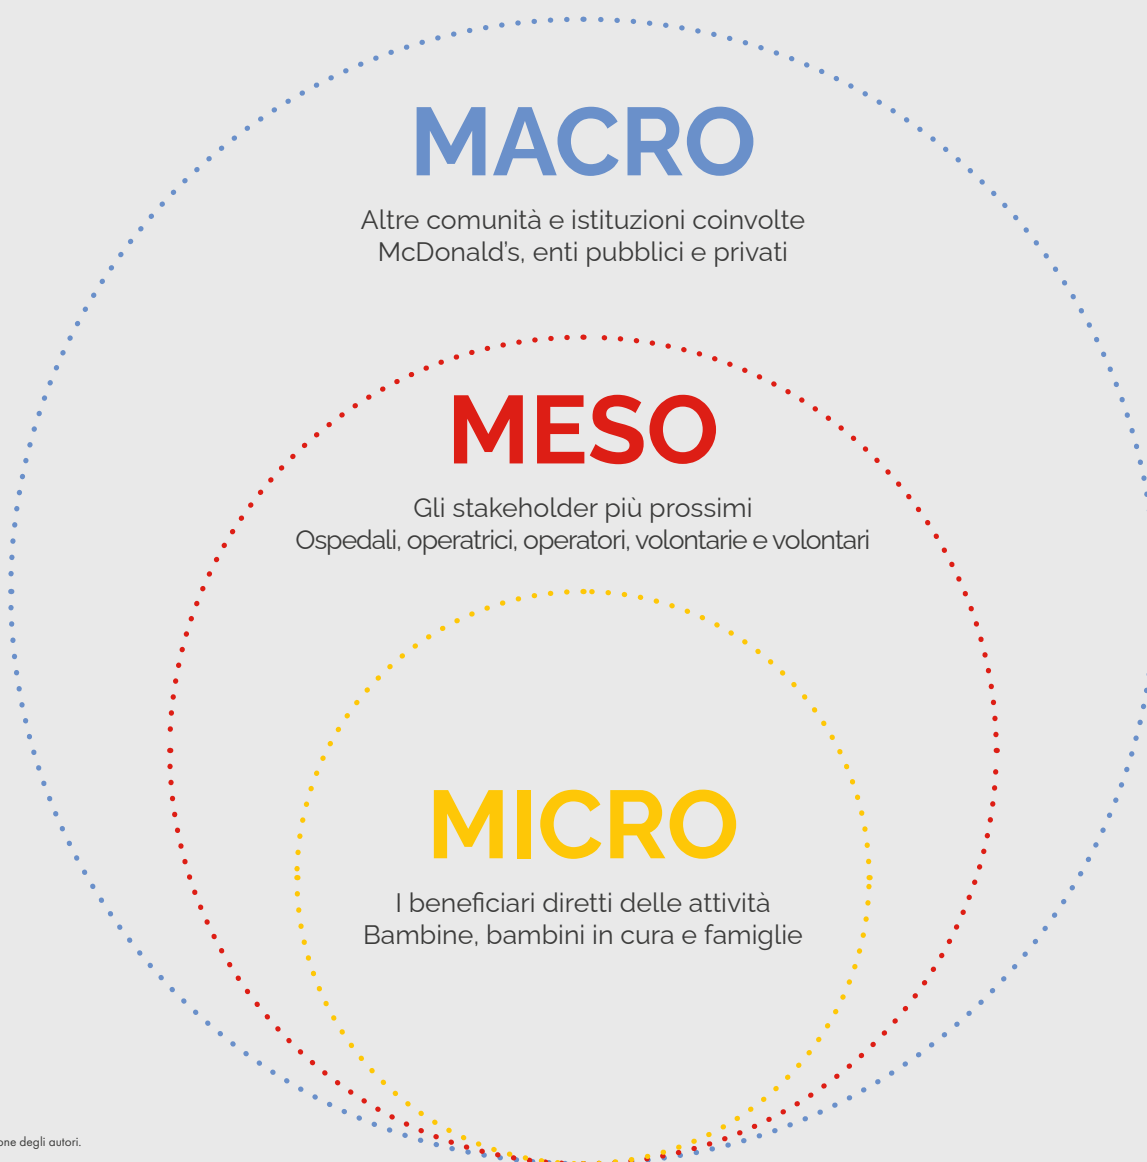 MACRO
Altre comunità e istituzioni coinvolte
McDonald's, enti pubblici e privati
MESO
Gli stakeholder più prossimi
Ospedali, operatrici, operatori, volontarie e volontari
MICRO
I beneficiari diretti delle attività
Bambine, bambini in cura e famiglie
degli autori.